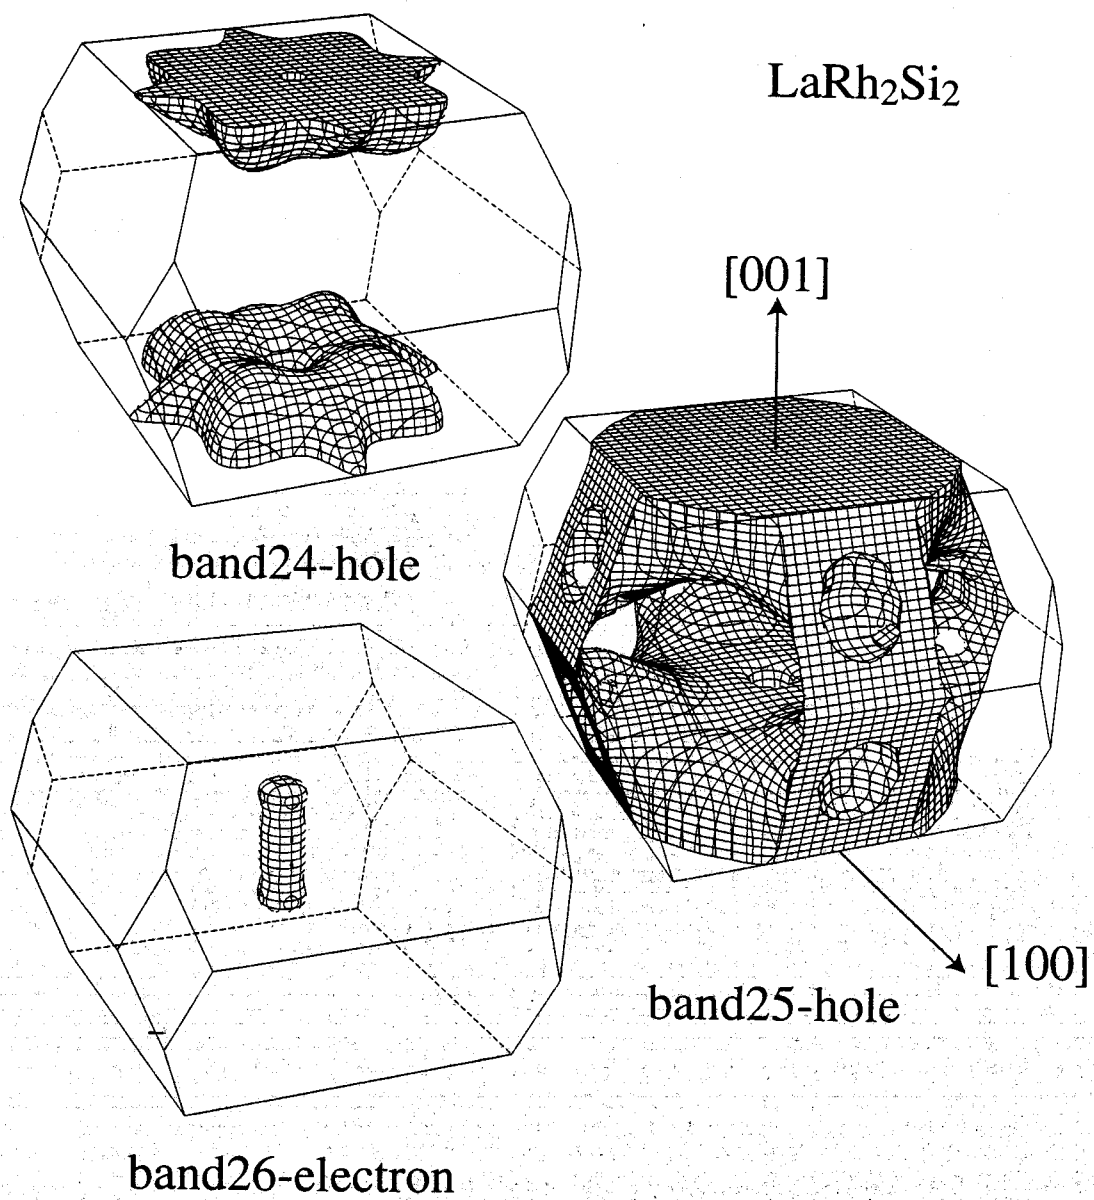 LaRh₂Si₂
[001]
band24-hole
[100]
band25-hole
band26-electron